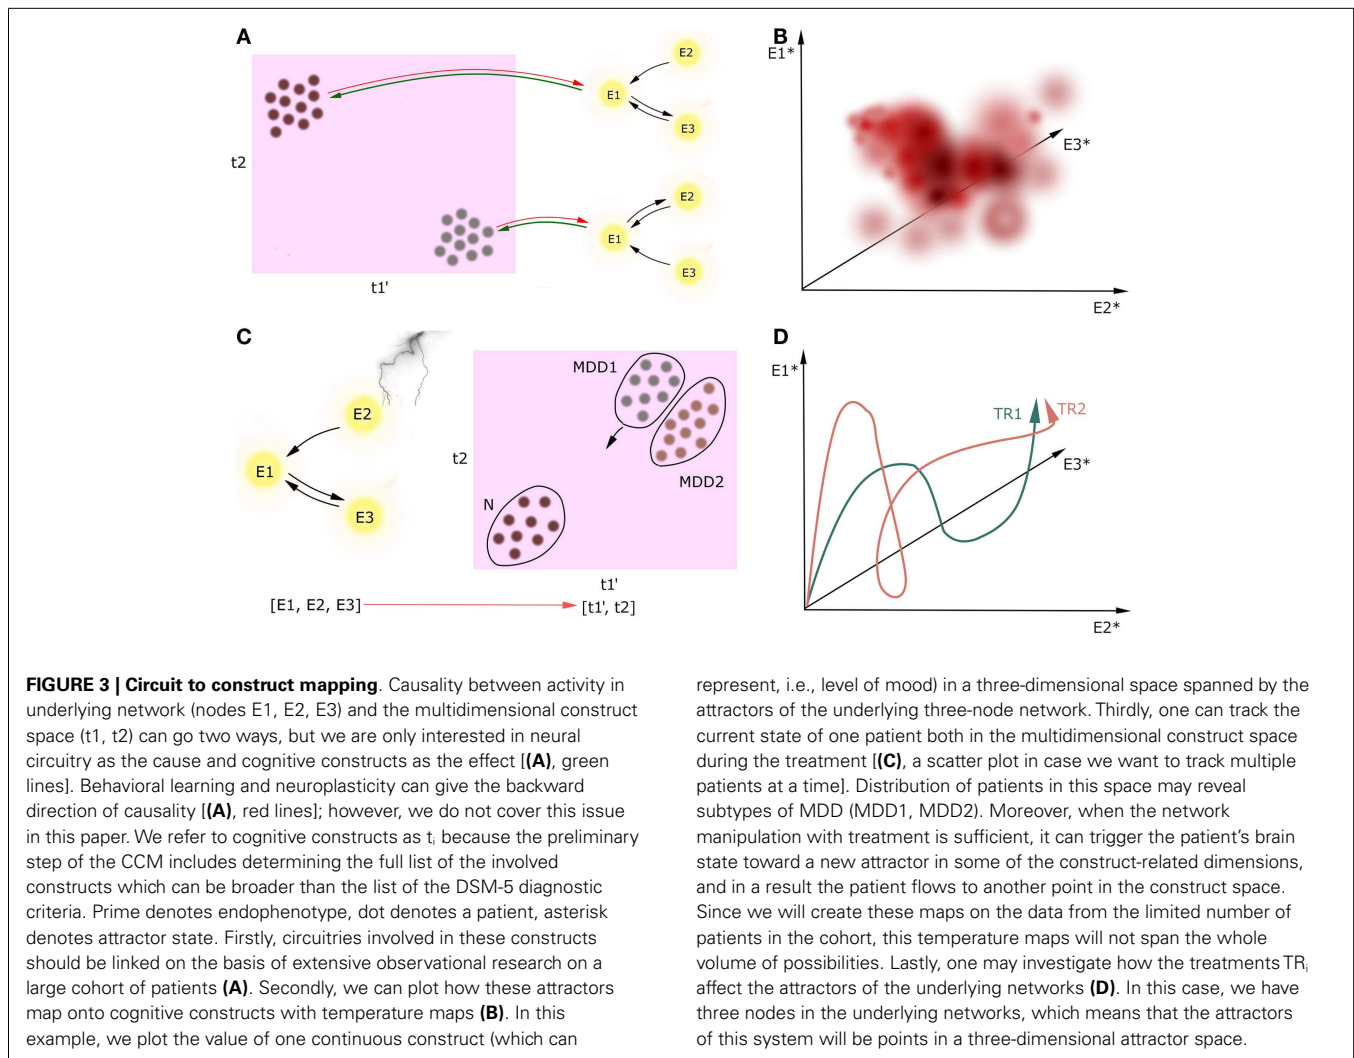 A
E2
E1
t2
E3
E2
E1
E3
t1'
B
E1*
E3*
E2*
C
E2
E1
E3
MDD1
t2
MDD2
N
t1'
[E1, E2, E3]
[t1', t2]
D
E1*
TR1
TR2
E3*
E2*
FIGURE 3 | Circuit to construct mapping. Causality between activity in
underlying network (nodes E1, E2, E3) and the multidimensional construct
space (t1, t2) can go two ways, but we are only interested in neural
circuitry as the cause and cognitive constructs as the effect [(A), green
lines]. Behavioral learning and neuroplasticity can give the backward
direction of causality [(A), red lines]; however, we do not cover this issue
in this paper. We refer to cognitive constructs as ti because the preliminary
step of the CCM includes determining the full list of the involved
constructs which can be broader than the list of the DSM-5 diagnostic
criteria. Prime denotes endophenotype, dot denotes a patient, asterisk
denotes attractor state. Firstly, circuitries involved in these constructs
should be linked on the basis of extensive observational research on a
large cohort of patients (A). Secondly, we can plot how these attractors
map onto cognitive constructs with temperature maps (B). In this
example, we plot the value of one continuous construct (which can
represent, i.e., level of mood) in a three-dimensional space spanned by the
attractors of the underlying three-node network. Thirdly, one can track the
current state of one patient both in the multidimensional construct space
during the treatment [(C), a scatter plot in case we want to track multiple
patients at a time]. Distribution of patients in this space may reveal
subtypes of MDD (MDD1, MDD2). Moreover, when the network
manipulation with treatment is sufficient, it can trigger the patient's brain
state toward a new attractor in some of the construct-related dimensions,
and in a result the patient flows to another point in the construct space.
Since we will create these maps on the data from the limited number of
patients in the cohort, this temperature maps will not span the whole
volume of possibilities. Lastly, one may investigate how the treatments TRi
affect the attractors of the underlying networks (D). In this case, we have
three nodes in the underlying networks, which means that the attractors
of this system will be points in a three-dimensional attractor space.